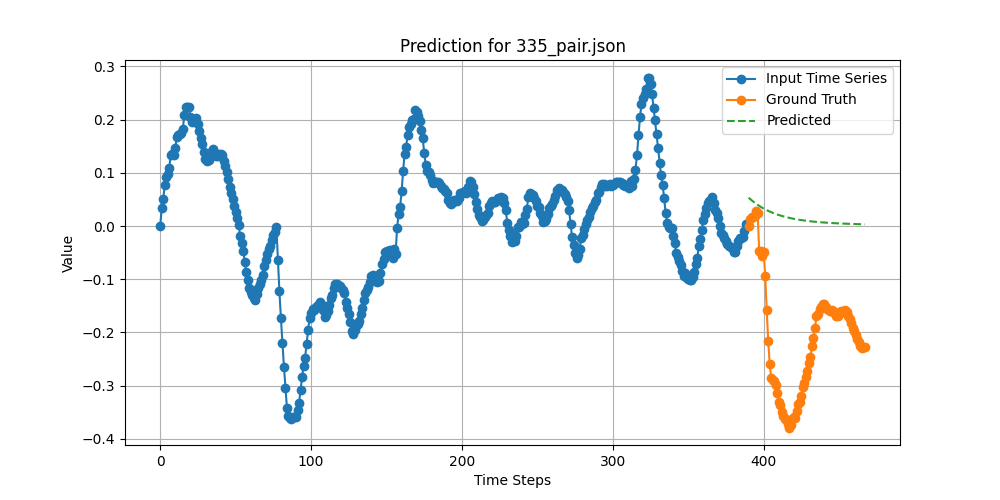 Prediction for 335_pair.json
Input Time Series
Ground Truth
Predicted
0.3
0.2
0.1
0.0
−0.1
−0.2
−0.3
−0.4
Value
0
100
200
300
400
Time Steps